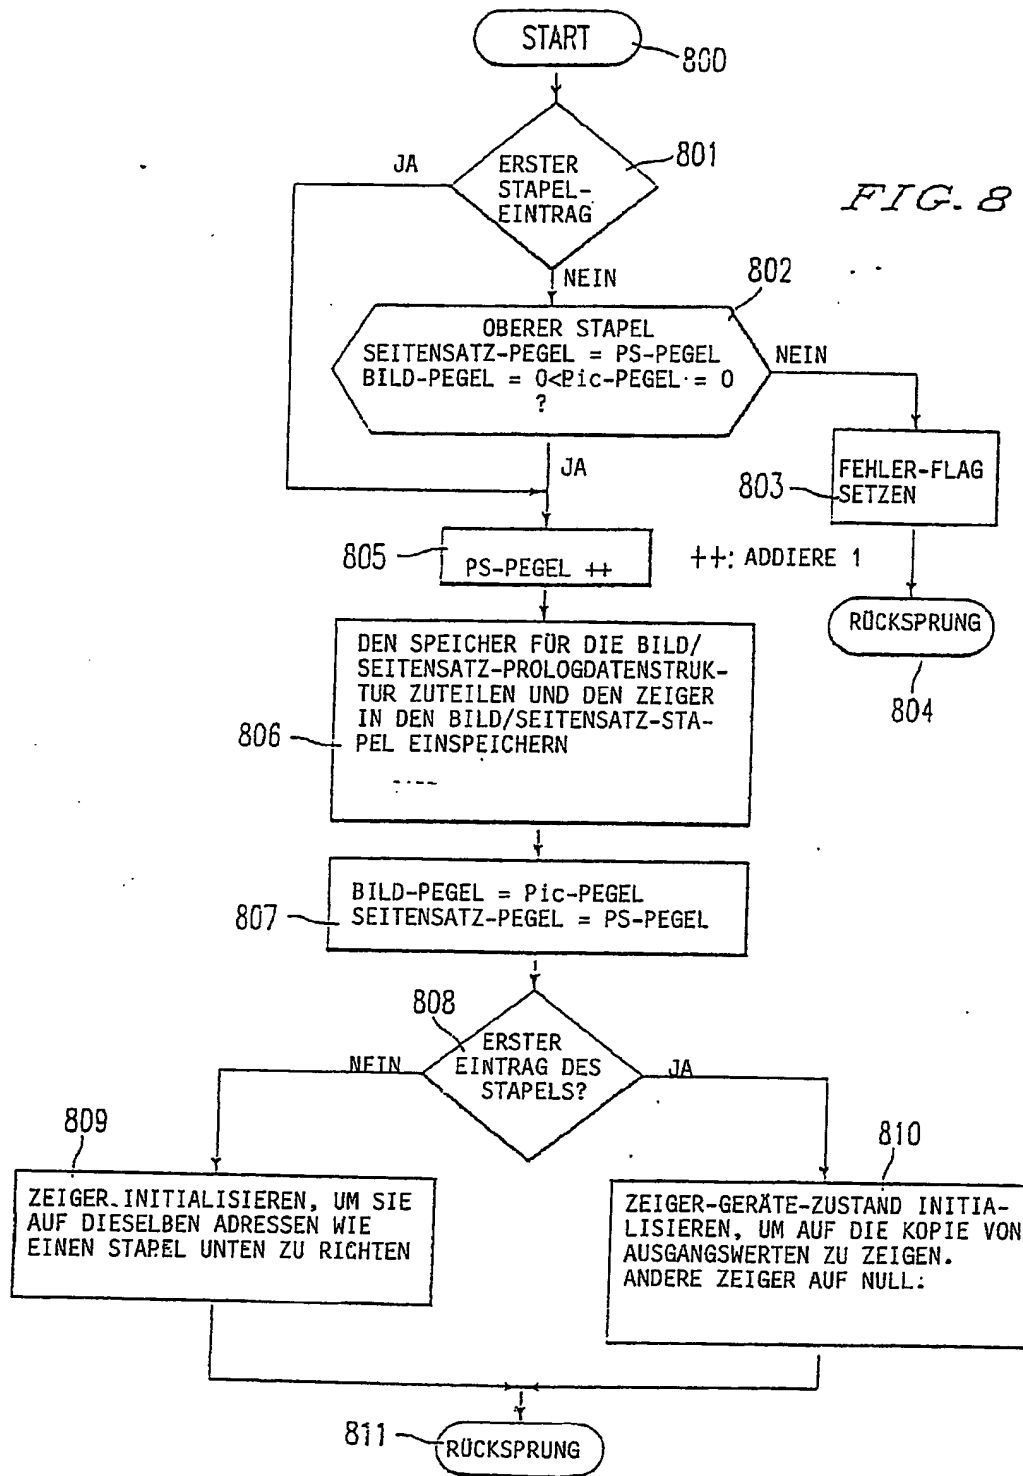 START
800
JA
ERSTER
STAPEL-
EINTRAG
801
FIG. 8
NEIN
802
OBERER STAPEL
SEITENSATZ-PEGEL = PS-PEGEL
BILD-PEGEL = 0<Pic-PEGEL = 0
?
NEIN
JA
803
FEHLER-FLAG
SETZEN
805
PS-PEGEL ++
++: ADDIERE 1
RÜCKSPRUNG
804
DEN SPEICHER FÜR DIE BILD/
SEITENSATZ-PROLOGDATENSTRUK-
TUR ZUTEILEN UND DEN ZEIGER
IN DEN BILD/SEITENSATZ-STA-
PEL EINSPEICHERN
806
807
BILD-PEGEL = Pic-PEGEL
SEITENSATZ-PEGEL = PS-PEGEL
808
ERSTER
EINTRAG DES
STAPELS?
NEIN
JA
809
ZEIGER INITIALISIEREN, UM SIE
AUF DIESELBEN ADRESSEN WIE
EINEN STAPEL UNTEN ZU RICHTEN
810
ZEIGER-GERÄTE-ZUSTAND INITIA-
LISIEREN, UM AUF DIE KOPIE VON
AUSGANGSWERTEN ZU ZEIGEN.
ANDERE ZEIGER AUF NULL.
811
RÜCKSPRUNG